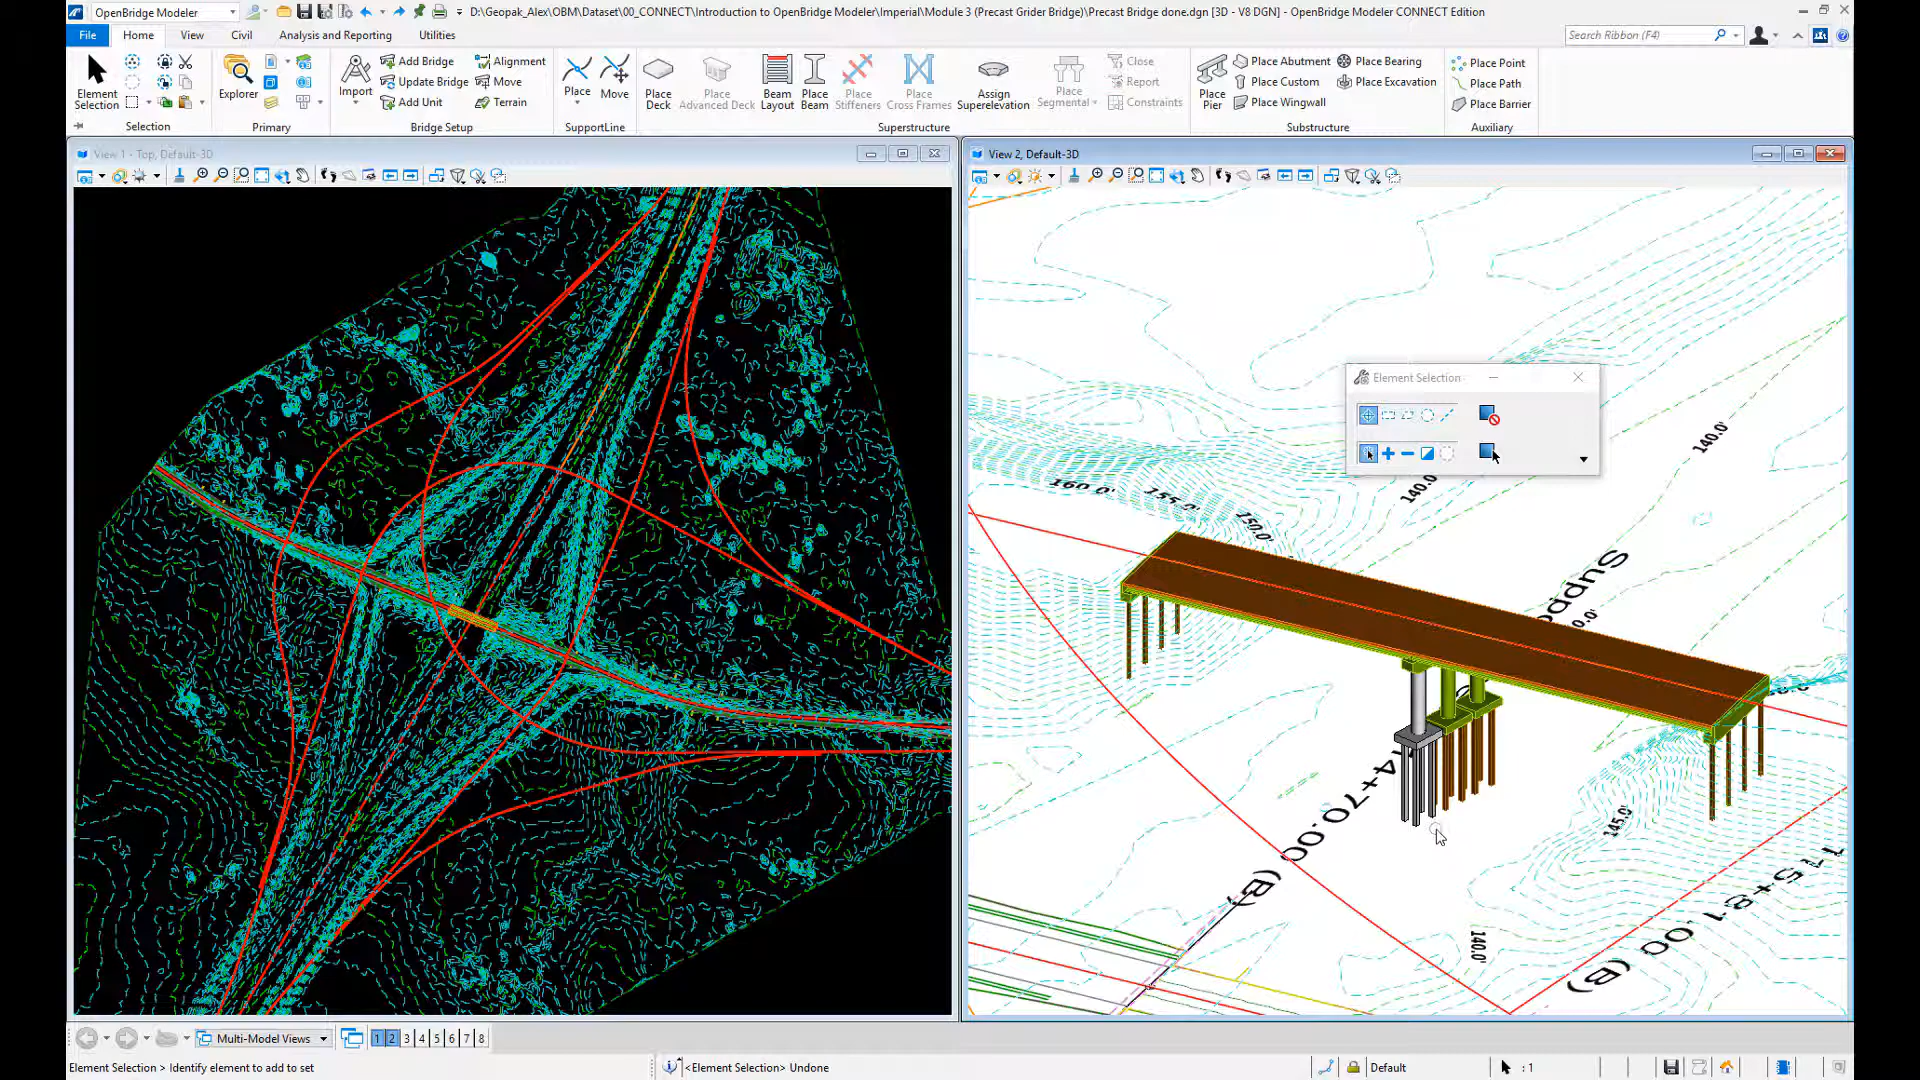 OpenBridge Modeler
D:\Geopak_Alex\OBM\Dataset\00_CONNECT\Introduction to OpenBridge Modeler\Imperial\Module 3 (Precast Grider Bridge)\Precast Bridge done.dgn [3D - V8 DGN] - OpenBridge Modeler CONNECT Edition
File Home View Civil Analysis and Reporting Utilities
Search Ribbon (F4)
Element Selection
Explorer
Import
Add Bridge
Update Bridge
Add Unit
Alignment
Move
Terrain
Place
Move
Place Deck
Place Advanced Deck
Beam Layout
Place Beam
Place Stiffeners
Place Cross Frames
Assign Superelevation
Place Segmental
Close
Report
Constraints
Place Pier
Place Abutment
Place Custom
Place Wingwall
Place Bearing
Place Excavation
Place Point
Place Path
Place Barrier
Selection
Primary
Bridge Setup
SupportLine
Superstructure
Substructure
Auxiliary
View 1 - Top, Default-3D
View 2, Default-3D
Element Selection
140.0'
140.0'
160.0'
155.0'
150.0'
145.0'
140.0'
175+81.00 (B)
Multi-Model Views
1 2 3 4 5 6 7 8
Element Selection > Identify element to add to set
<Element Selection> Undone
Default
: 1